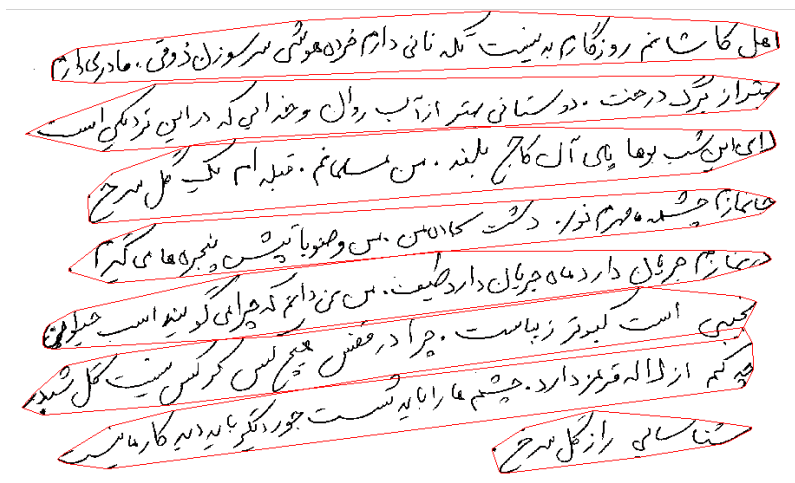 اهل کاشانم روزگارم بد نیست تکه نانی دارم خرده هوشی سر سوزن ذوقی. مادری دارم
بهتر از برگ درخت. دوستانی بهتر از آب روان و خدایی که در این نزدیکی است
لای این شب بوها پای آن کاج بلند. من مسلمانم. قبله ام یک گل سرخ
جانمازم چشمه مهرم نور. دشت سجاده من. من وضو با تپش پنجره ها می گیرم
در نمازم جریان دارد ماه جریان دارد طیف. من نمی دانم که چرا می گویند اسب حیوان
نجیبی است کبوتر زیباست. چرا در قفس هیچ کسی کرکس نیست گل شبدر
چه کم از لاله قرمز دارد. چشم ها را باید شست جور دیگر باید دید کار ما نیست
شناسایی راز گل سرخ